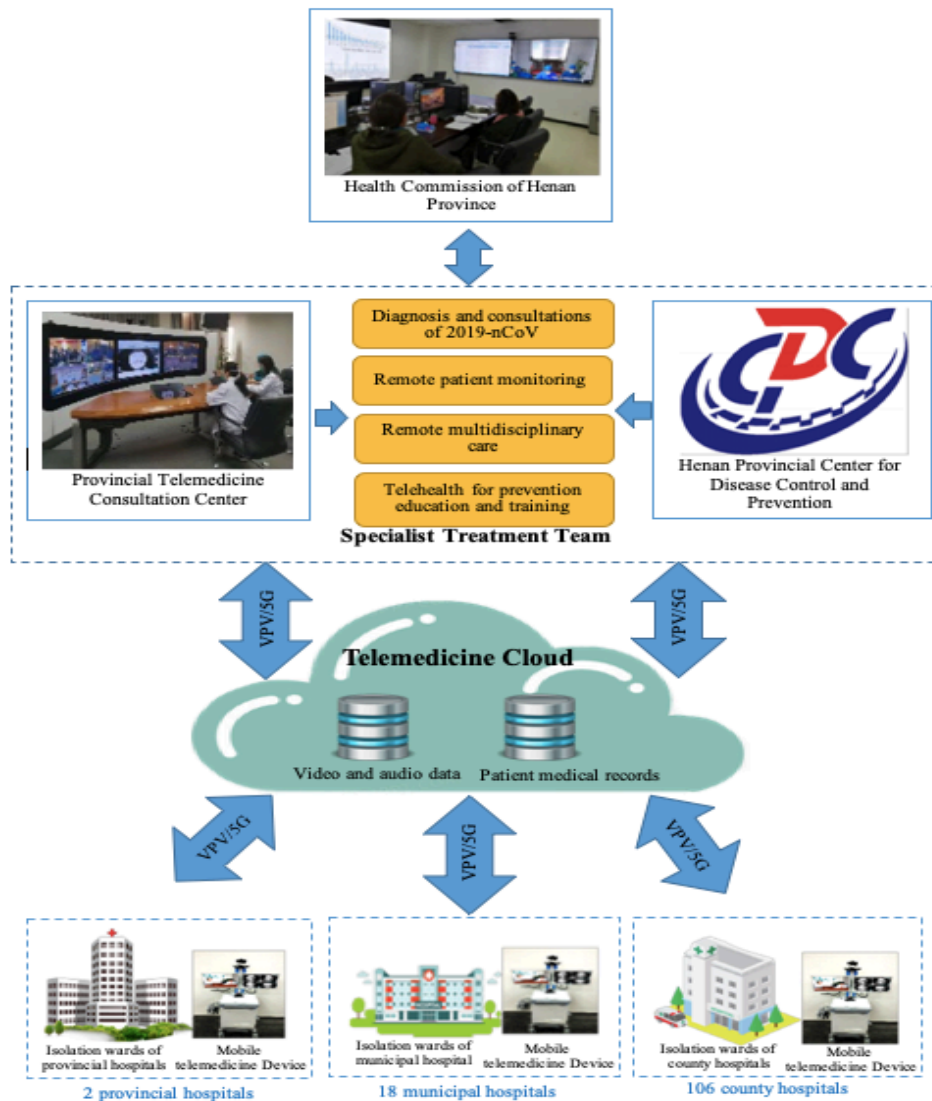 Health Commission of Henan
Province
Diagnosis and consultations
of 2019-nCoV
Remote patient monitoring
Remote multidisciplinary
care
Telehealth for prevention
education and training
Specialist Treatment Team
Provincial Telemedicine
Consultation Center
CDC
Henan Provincial Center for
Disease Control and
Prevention
VPV/5G
VPV/5G
Telemedicine Cloud
Video and audio data
Patient medical records
VPV/5G
VPV/5G
VPV/5G
Isolation wards of
provincial hospitals
Mobile
telemedicine Device
2 provincial hospitals
Isolation wards of
municipal hospital
Mobile
telemedicine Device
18 municipal hospitals
Isolation wards of
county hospitals
Mobile
telemedicine Device
106 county hospitals